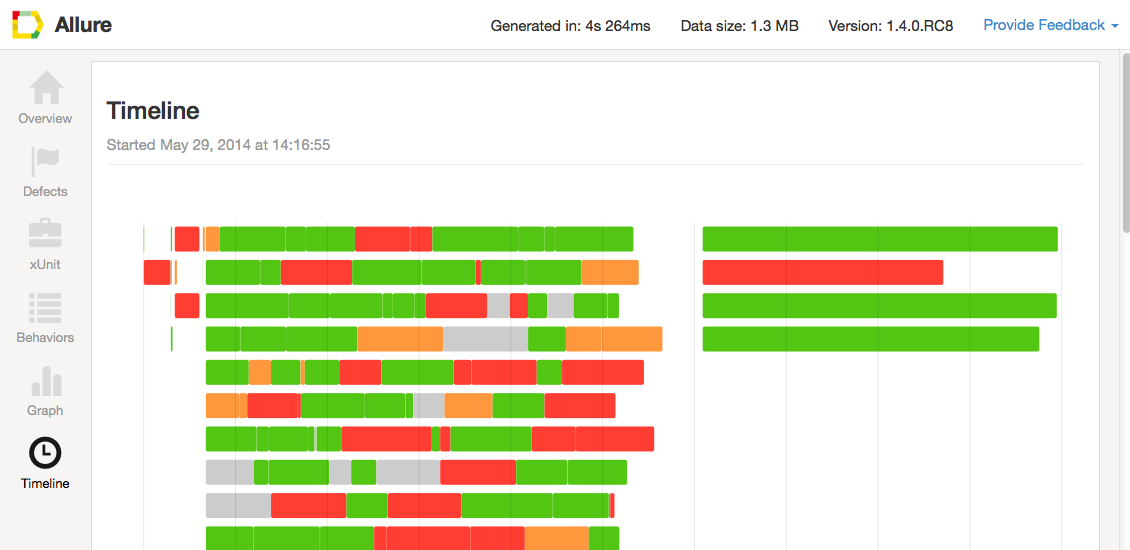 Allure
Generated in: 4s 264ms
Data size: 1.3 MB
Version: 1.4.0.RC8
Provide Feedback
Overview
Defects
xUnit
Behaviors
Graph
Timeline
Timeline
Started May 29, 2014 at 14:16:55